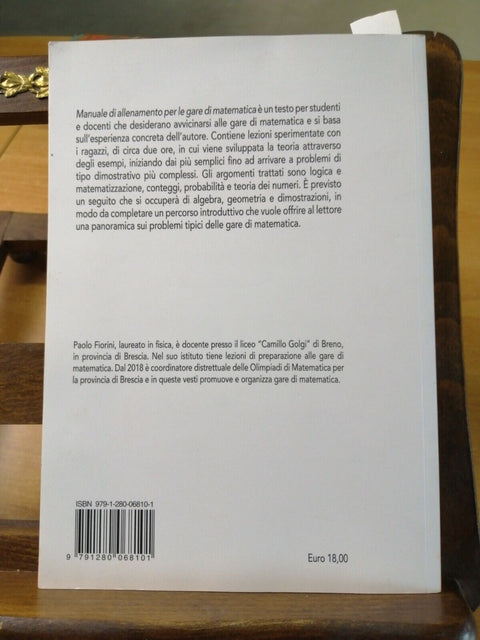 Manuale di allenamento per le gare di matematica è un testo per studenti
e docenti che desiderano avvicinarsi alle gare di matematica e si basa
sull'esperienza concreta dell'autore. Contiene lezioni sperimentate con
i ragazzi, di circa due ore, in cui viene sviluppata la teoria attraverso
degli esempi, iniziando dai più semplici fino ad arrivare a problemi di
tipo dimostrativo più complessi. Gli argomenti trattati sono logica e
matematizzazione, conteggi, probabilità e teoria dei numeri. È previsto
un seguito che si occuperà di algebra, geometria e dimostrazioni, in
modo da completare un percorso introduttivo che vuole offrire al lettore
una panoramica sui problemi tipici delle gare di matematica.
Paolo Fiorini, laureato in fisica, è docente presso il liceo "Camillo Golgi" di Breno,
in provincia di Brescia. Nel suo istituto tiene lezioni di preparazione alle gare di
matematica. Dal 2018 è coordinatore distrettuale delle Olimpiadi di Matematica per
la provincia di Brescia e in queste vesti promuove e organizza gare di matematica.
ISBN 979-1-280-06810-1
9 791280 068101
Euro 18,00